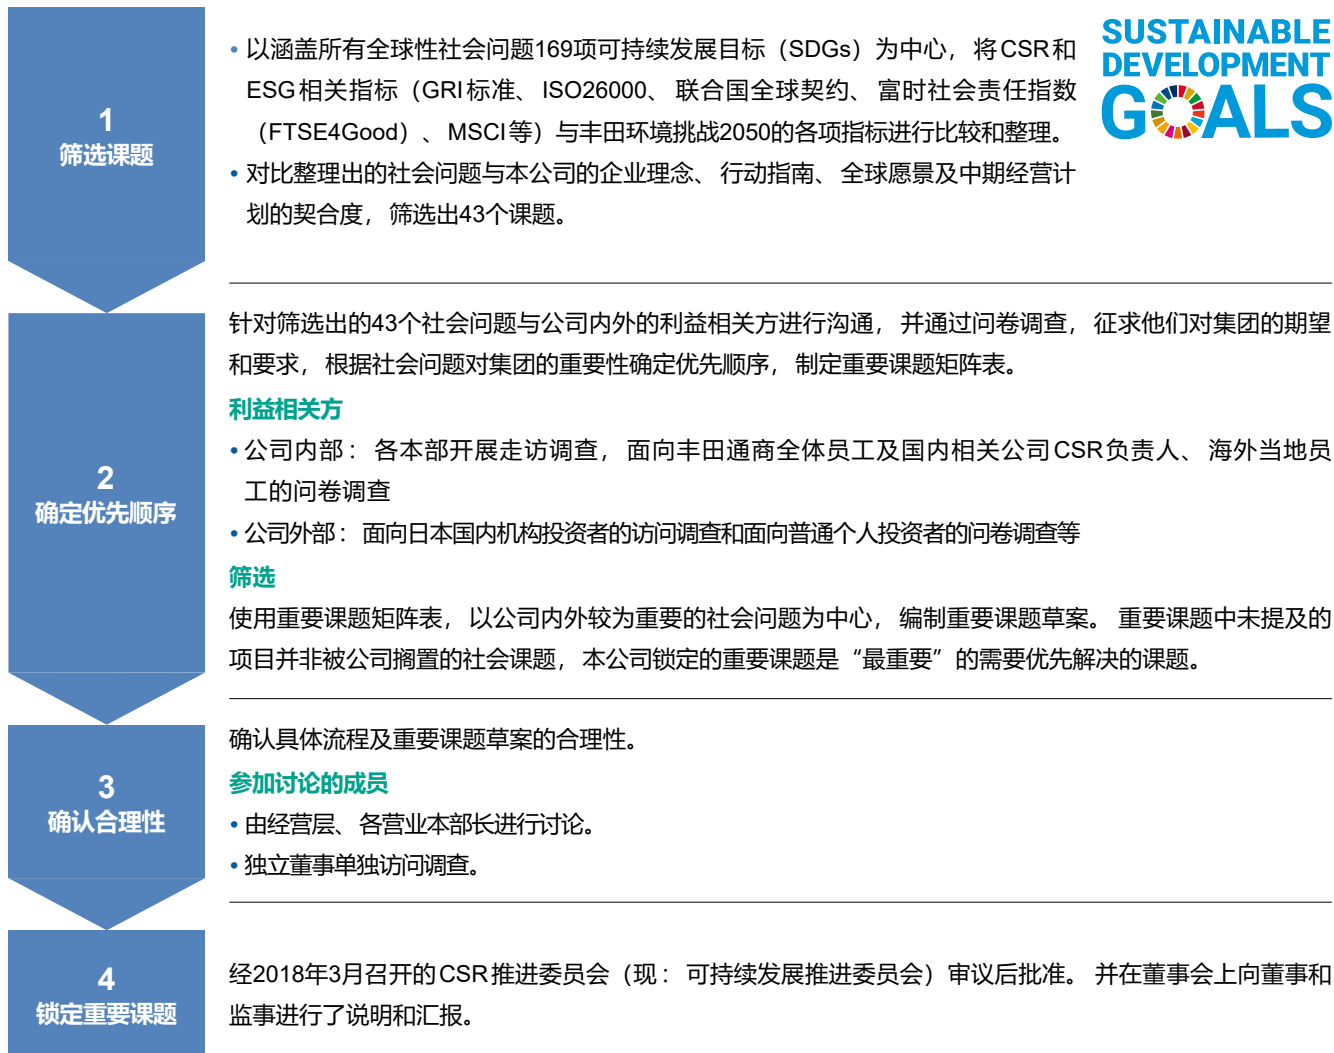 1
筛选课题
• 以涵盖所有全球性社会问题169项可持续发展目标（SDGs）为中心，将CSR和
ESG相关指标（GRI标准、ISO26000、联合国全球契约、富时社会责任指数
（FTSE4Good）、MSCI等）与丰田环境挑战2050的各项指标进行比较和整理。
• 对比整理出的社会问题与本公司的企业理念、行动指南、全球愿景及中期经营计
划的契合度，筛选出43个课题。
SUSTAINABLE
DEVELOPMENT
GOALS
2
确定优先顺序
针对筛选出的43个社会问题与公司内外的利益相关方进行沟通，并通过问卷调查，征求他们对集团的期望
和要求，根据社会问题对集团的重要性确定优先顺序，制定重要课题矩阵表。
利益相关方
• 公司内部：各本部开展走访调查，面向丰田通商全体员工及国内相关公司CSR负责人、海外当地员
工的问卷调查
• 公司外部：面向日本国内机构投资者的访问调查和面向普通个人投资者的问卷调查等
筛选
使用重要课题矩阵表，以公司内外较为重要的社会问题为中心，编制重要课题草案。重要课题中未提及的
项目并非被公司搁置的社会课题，本公司锁定的重要课题是“最重要”的需要优先解决的课题。
3
确认合理性
确认具体流程及重要课题草案的合理性。
参加讨论的成员
• 由经营层、各营业本部长进行讨论。
• 独立董事单独访问调查。
4
锁定重要课题
经2018年3月召开的CSR推进委员会（现：可持续发展推进委员会）审议后批准。并在董事会上向董事和
监事进行了说明和汇报。